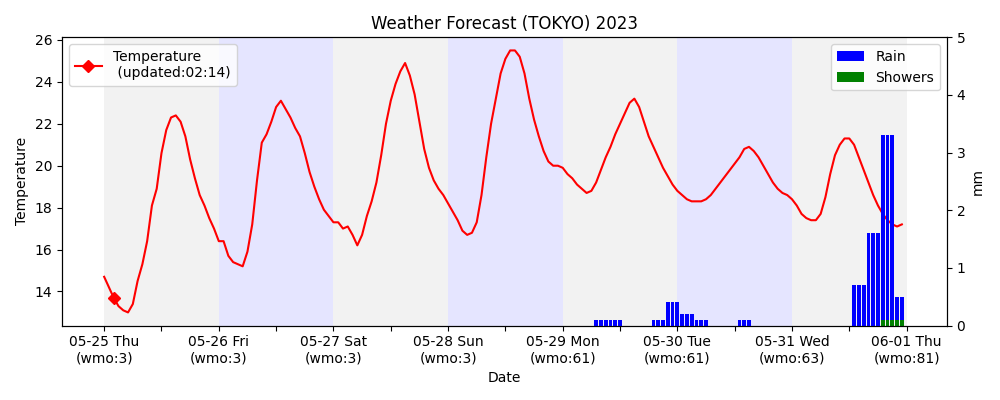 Weather Forecast (TOKYO) 2023
Temperature
(updated:02:14)
Rain
Showers
26
24
22
20
18
16
14
Temperature
5
4
3
2
1
0
mm
05-25 Thu
(wmo:3)
05-26 Fri
(wmo:3)
05-27 Sat
(wmo:3)
05-28 Sun
(wmo:3)
05-29 Mon
(wmo:61)
05-30 Tue
(wmo:61)
05-31 Wed
(wmo:63)
06-01 Thu
(wmo:81)
Date